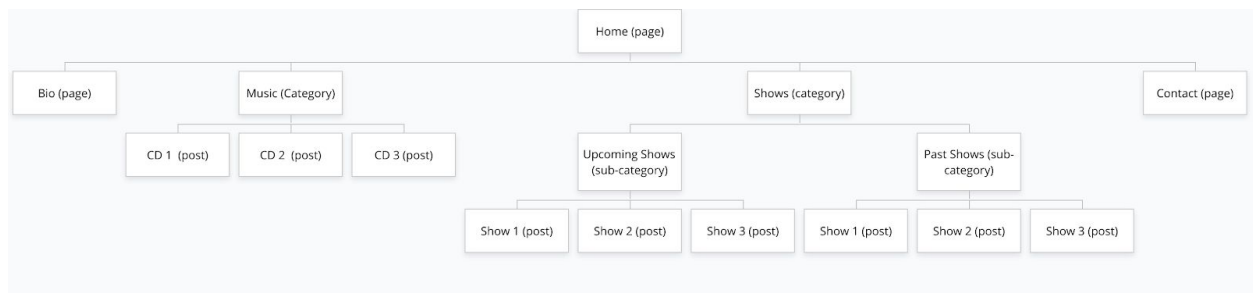 Home (page)
Bio (page)
Music (Category)
Shows (category)
Contact (page)
CD 1 (post)
CD 2 (post)
CD 3 (post)
Upcoming Shows
(sub-category)
Past Shows (sub-
category)
Show 1 (post)
Show 2 (post)
Show 3 (post)
Show 1 (post)
Show 2 (post)
Show 3 (post)